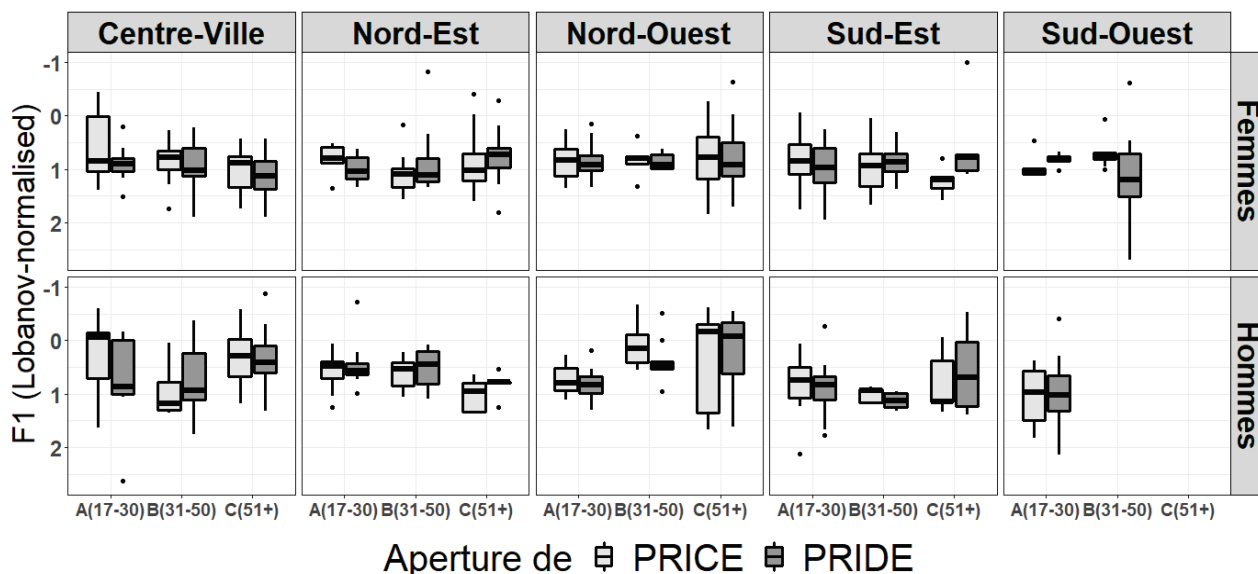 Centre-Ville Nord-Est Nord-Ouest Sud-Est Sud-Ouest
F1 (Lobanov-normalised)
-1
0
1
2
Femmes
-1
0
1
2
Hommes
A(17-30) B(31-50) C(51+) A(17-30) B(31-50) C(51+) A(17-30) B(31-50) C(51+) A(17-30) B(31-50) C(51+) A(17-30) B(31-50) C(51+)
Aperture de PRICE PRIDE